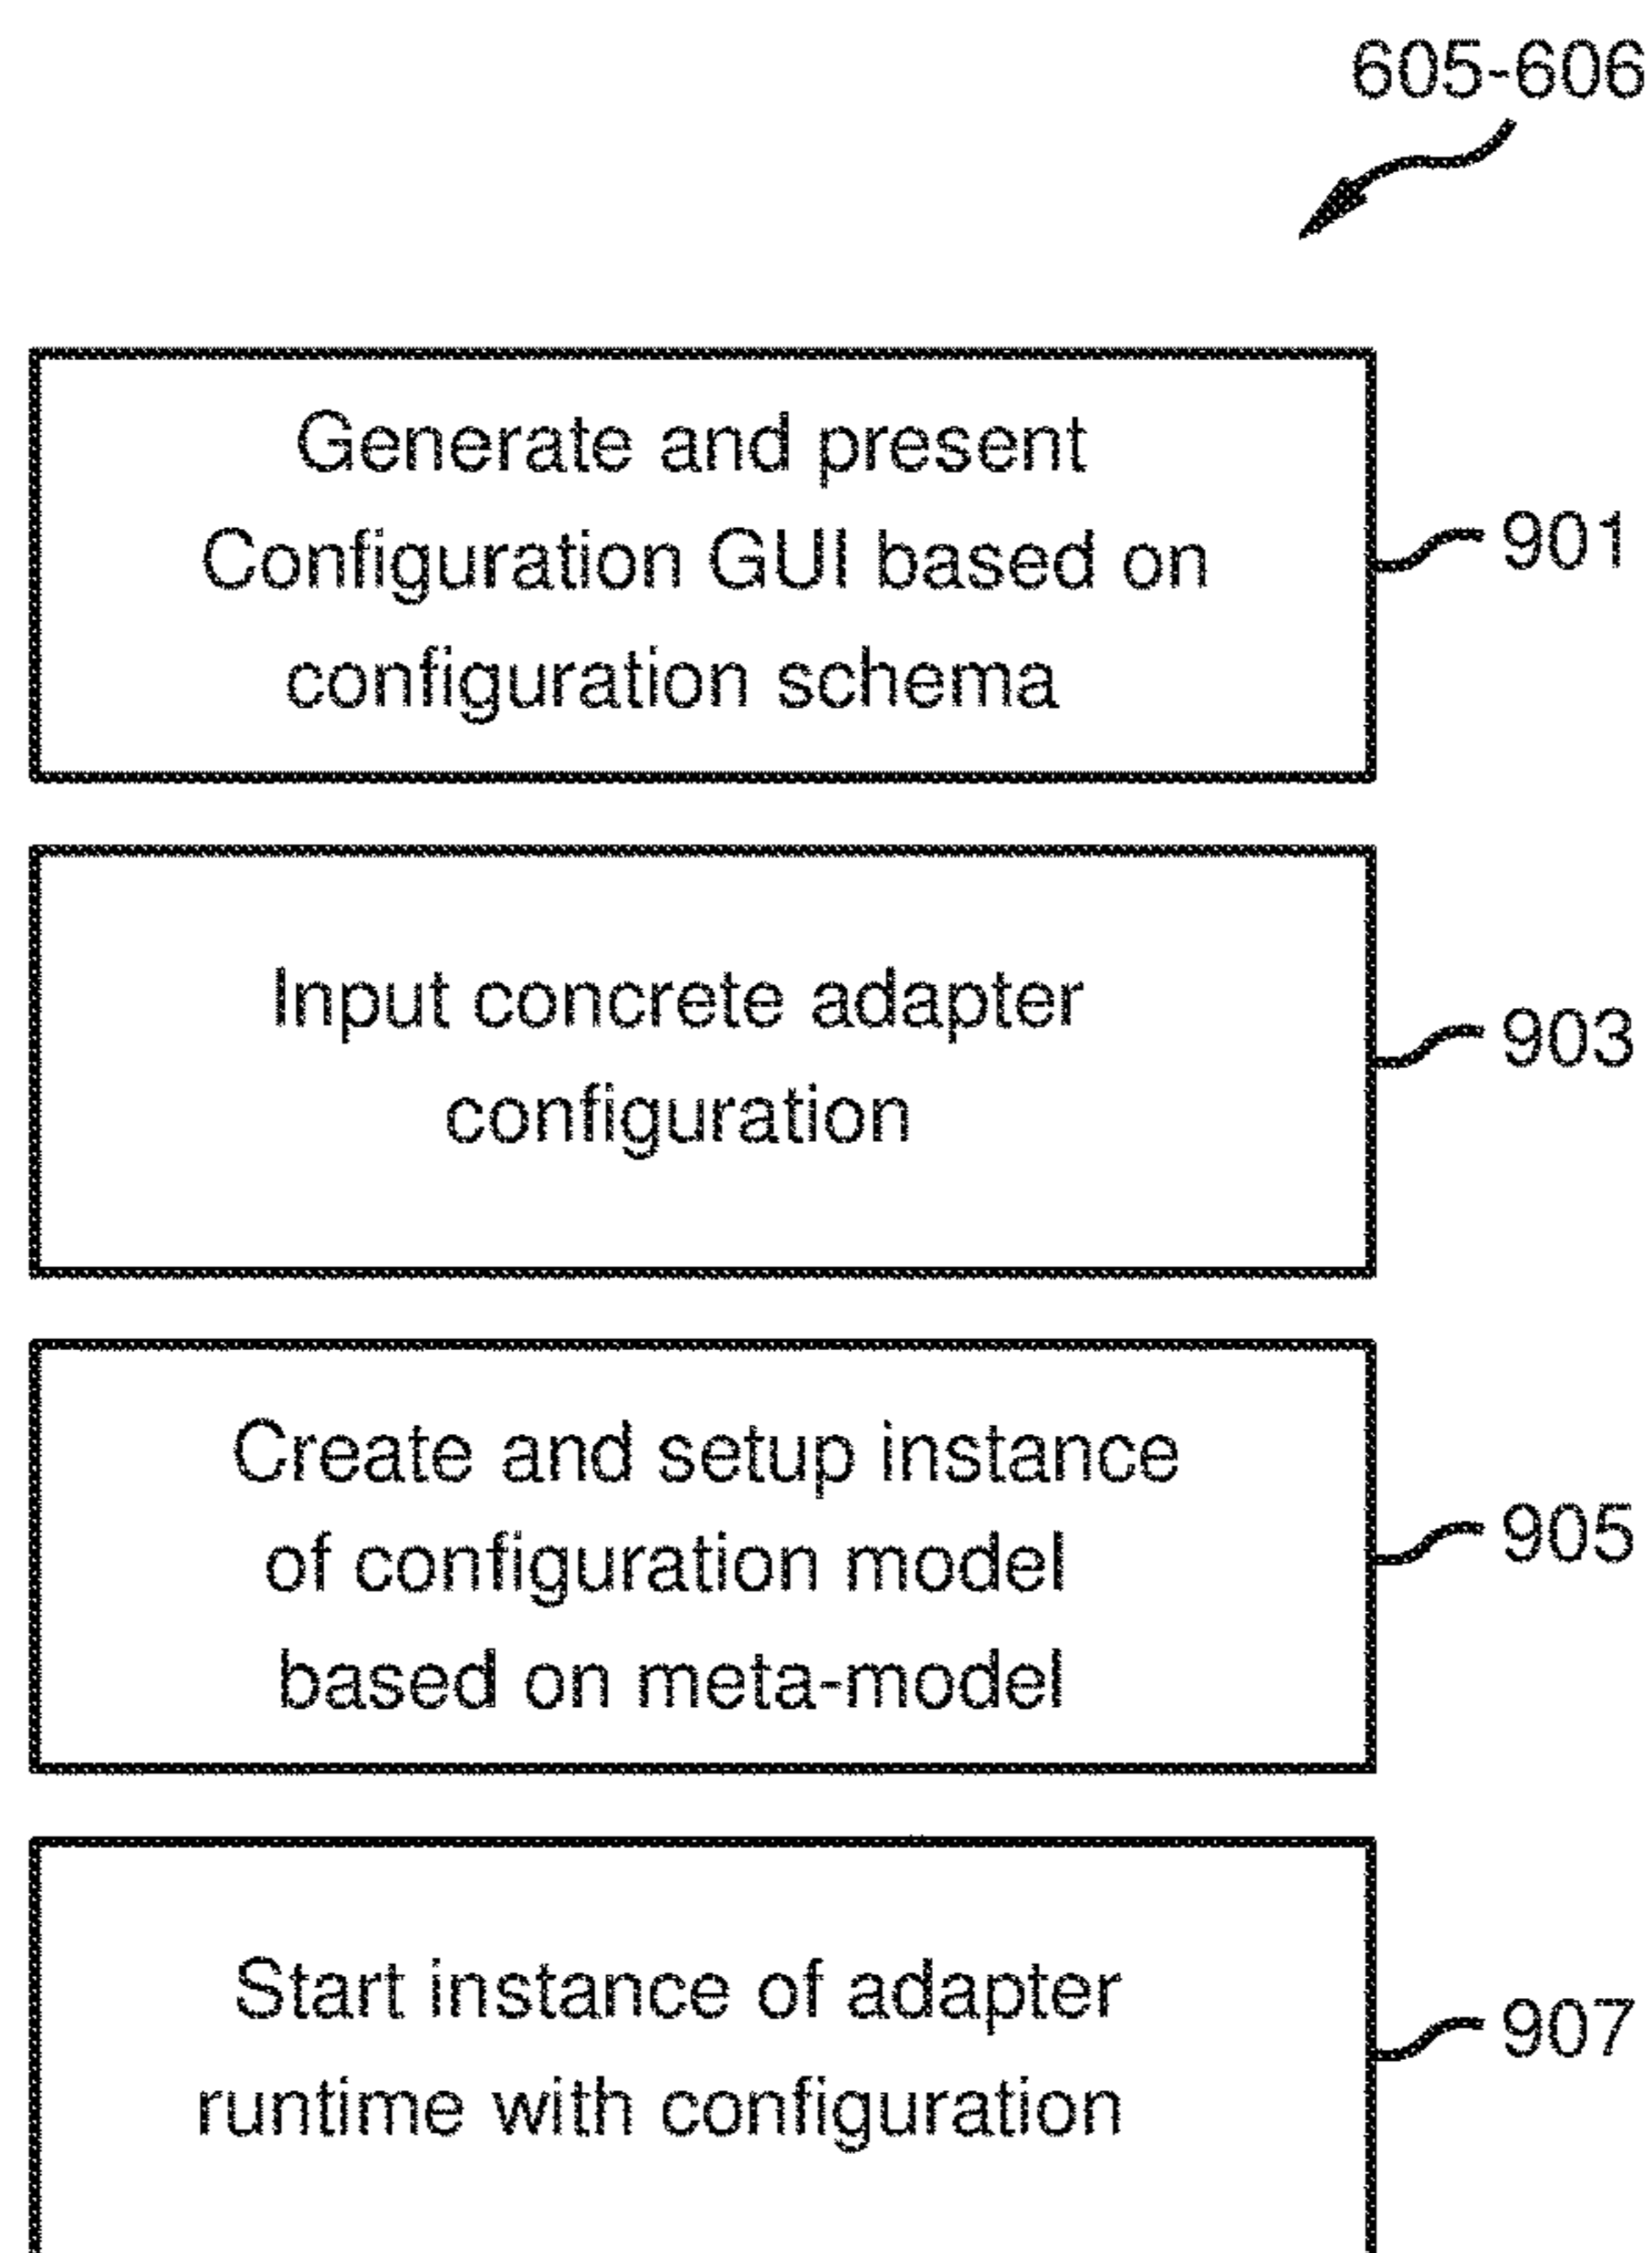 605-606
Generate and present
Configuration GUI based on
configuration schema
901
Input concrete adapter
configuration
903
Create and setup instance
of configuration model
based on meta-model
905
Start instance of adapter
runtime with configuration
907